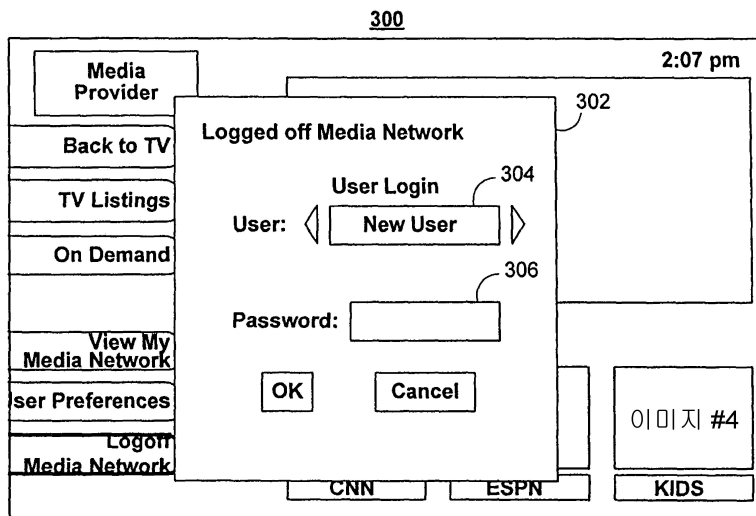 300
2:07 pm
Media
Provider
302
Logged off Media Network
Back to TV
User Login
304
TV Listings
User:
New User
On Demand
306
Password:
View My
Media Network
OK
Cancel
ser Preferences
이미지 #4
Logoff
Media Network
CNN
ESPN
KIDS